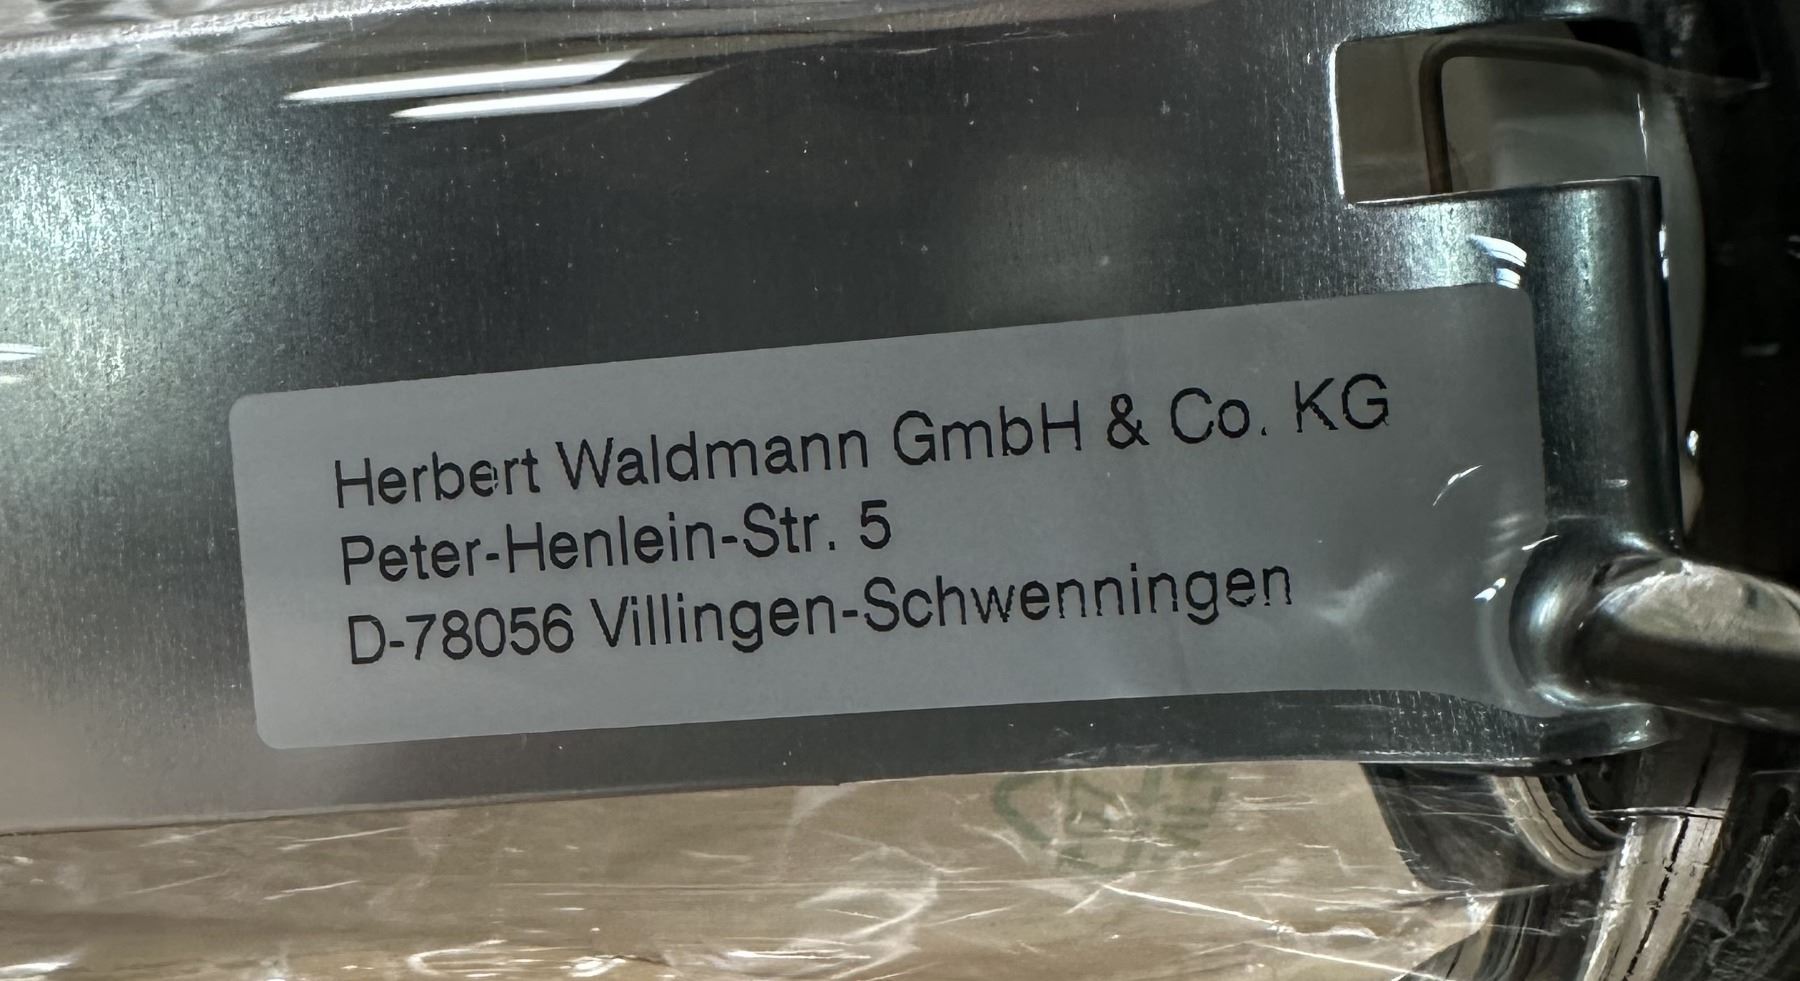 Herbert Waldmann GmbH & Co. KG
Peter-Henlein-Str. 5
D-78056 Villingen-Schwenningen